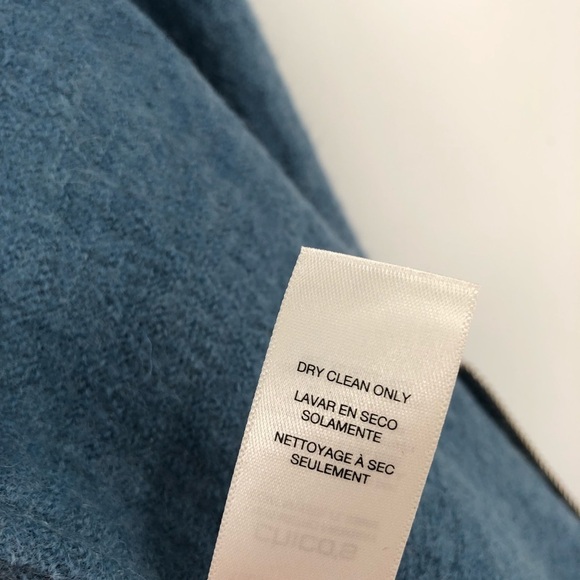 DRY CLEAN ONLY
LAVAR EN SECO
SOLAMENTE
NETTOYAGE À SEC
SEULEMENT